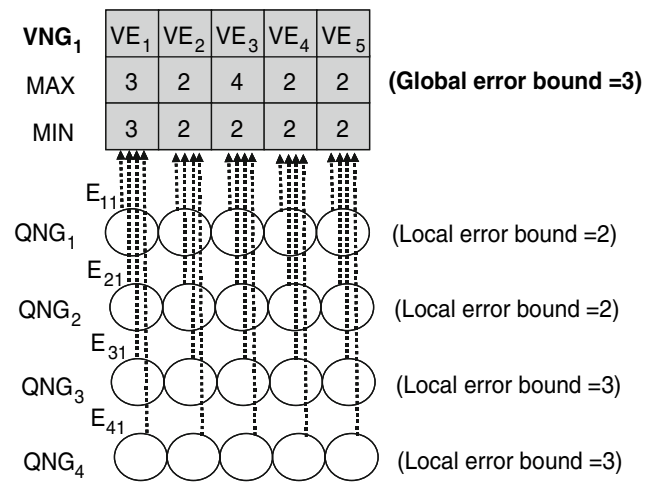 VNG1 VE1 VE2 VE3 VE4 VE5
MAX 3 2 4 2 2 (Global error bound =3)
MIN 3 2 2 2 2
E11
QNG1 (Local error bound =2)
E21
QNG2 (Local error bound =2)
E31
QNG3 (Local error bound =3)
E41
QNG4 (Local error bound =3)